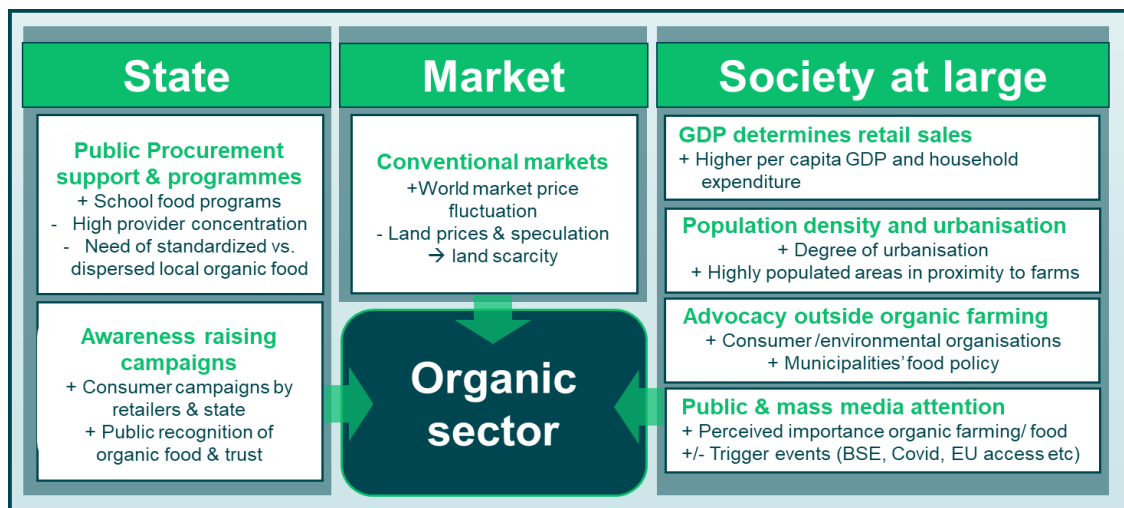 State
Public Procurement
support & programmes
+ School food programs
- High provider concentration
- Need of standardized vs.
dispersed local organic food
Awareness raising
campaigns
+ Consumer campaigns by
retailers & state
+ Public recognition of
organic food & trust
Market
Conventional markets
+World market price
fluctuation
- Land prices & speculation
→ land scarcity
Organic
sector
Society at large
GDP determines retail sales
+ Higher per capita GDP and household
expenditure
Population density and urbanisation
+ Degree of urbanisation
+ Highly populated areas in proximity to farms
Advocacy outside organic farming
+ Consumer/environmental organisations
+ Municipalities' food policy
Public & mass media attention
+ Perceived importance organic farming/ food
+/- Trigger events (BSE, Covid, EU access etc)